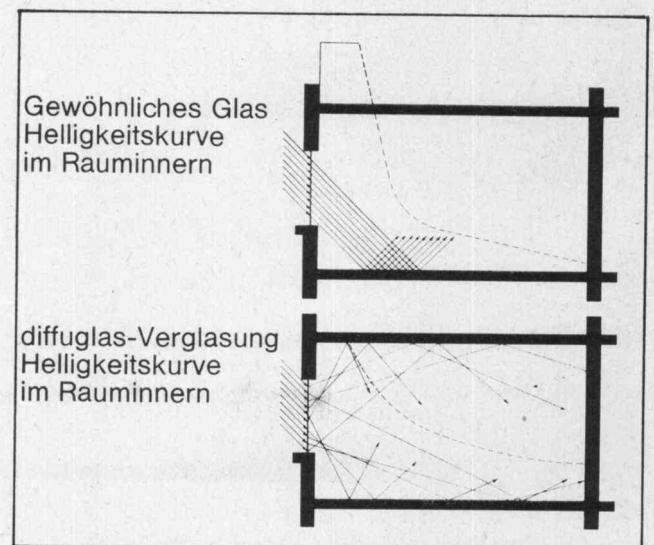 Gewöhnliches Glas
Helligkeitskurve
im Rauminnern
diffuglas-Verglasung
Helligkeitskurve
im Rauminnern